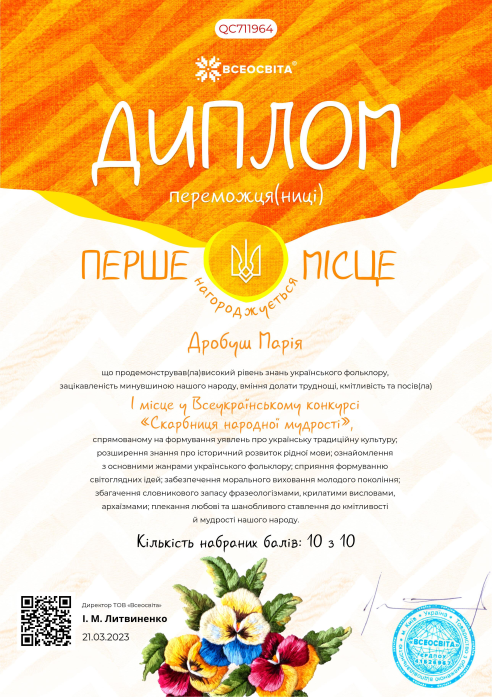 QC711964
ВСЕОСВІТА
ДИПЛОМ
переможця(ниці)
ПЕРШЕ МІСЦЕ
нагороджується
Дробуш Марія
що продемонстрував(ла)високий рівень знань українського фольклору,
зацікавленість минувшиною нашого народу, вміння долати труднощі, кмітливість та посів(ла)
І місце у Всеукраїнському конкурсі
«Скарбниця народної мудрості»,
спрямованому на формування уявлень про українську традиційну культуру;
розширення знання про історичний розвиток рідної мови; ознайомлення
з основними жанрами українського фольклору; сприяння формуванню
світоглядних ідей; забезпечення морального виховання молодого покоління;
збагачення словникового запасу фразеологізмами, крилатими висловами,
архаїзмами; плекання любові та шанобливого ставлення до кмітливості
й мудрості нашого народу.
Кількість набраних балів: 10 з 10
Директор ТОВ «Всеосвіта»
І. М. Литвиненко
21.03.2023
«ВСЕОСВІТА»